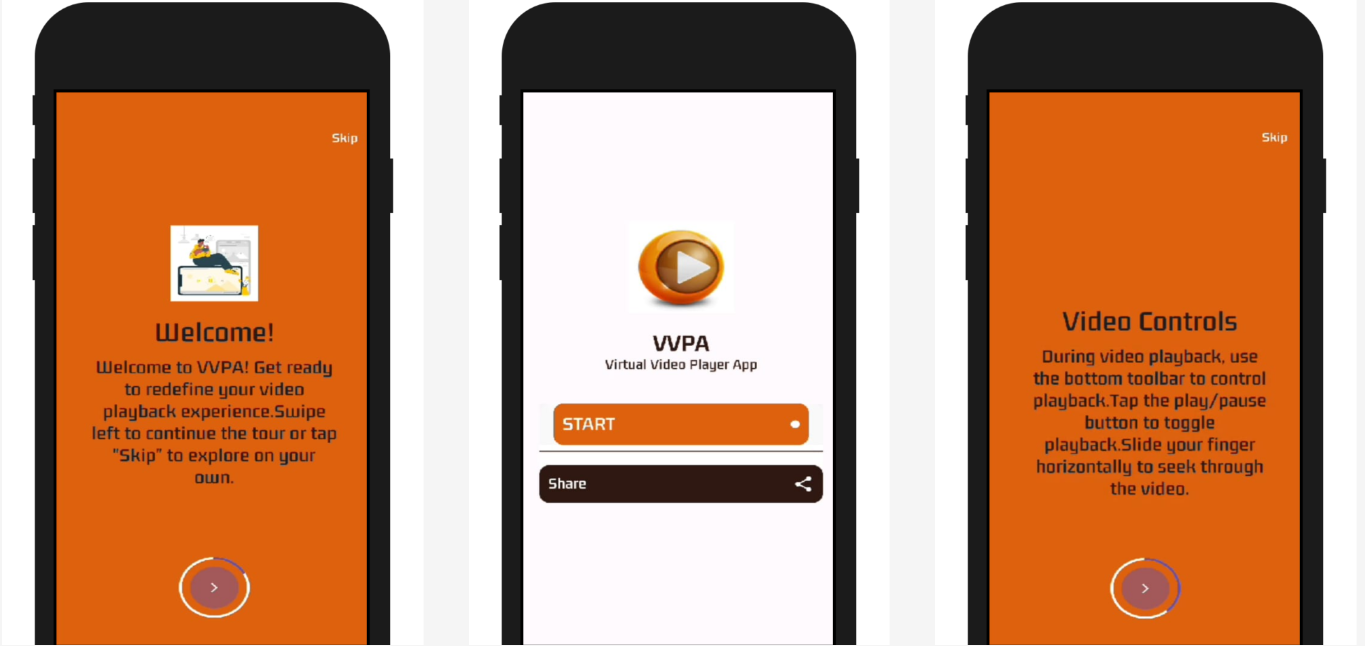 Skip
Welcome!
Welcome to VVPA! Get ready
to redefine your video
playback experience.Swipe
left to continue the tour or tap
"Skip" to explore on your
own.
VVPA
Virtual Video Player App
START
Share
Skip
Video Controls
During video playback, use
the bottom toolbar to control
playback.Tap the play/pause
button to toggle
playback.Slide your finger
horizontally to seek through
the video.